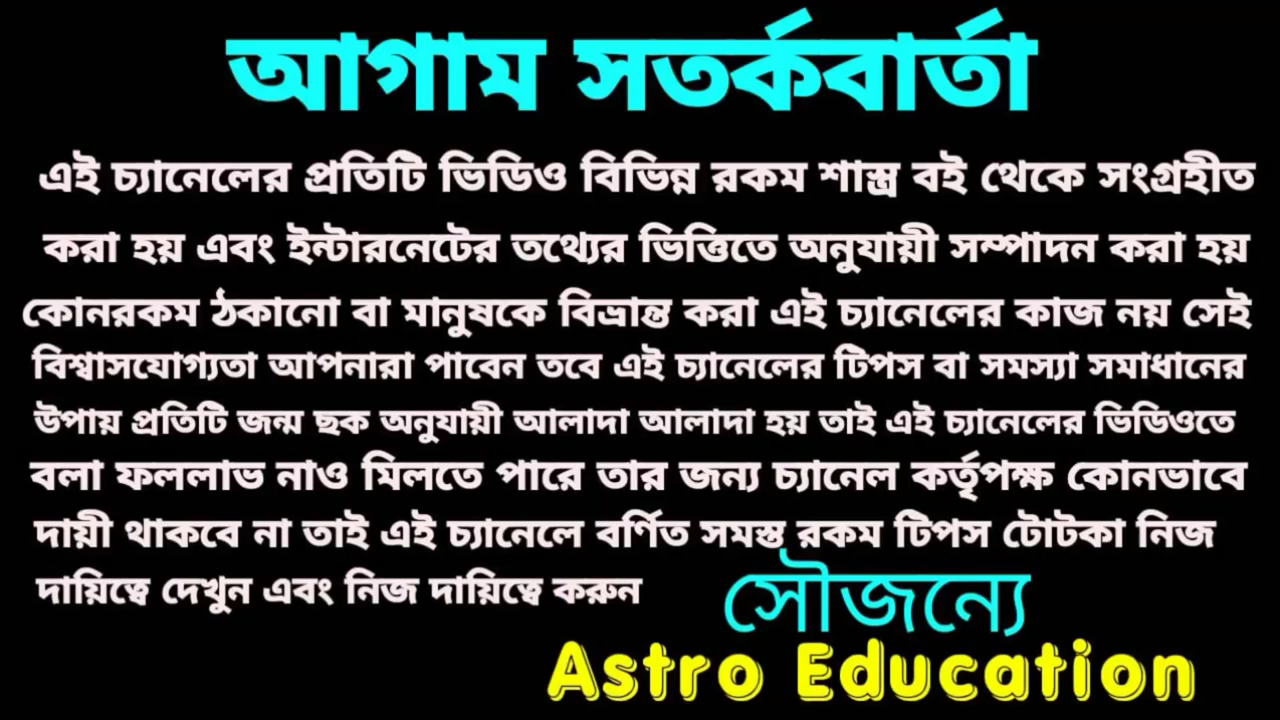 আগাম সতর্কবার্তা
এই চ্যানেলের প্রতিটি ভিডিও বিভিন্ন রকম শাস্ত্র বই থেকে সংগ্রহীত
করা হয় এবং ইন্টারনেটের তথ্যের ভিত্তিতে অনুযায়ী সম্পাদন করা হয়
কোনরকম ঠকানো বা মানুষকে বিভ্রান্ত করা এই চ্যানেলের কাজ নয় সেই
বিশ্বাসযোগ্যতা আপনারা পাবেন তবে এই চ্যানেলের টিপস বা সমস্যা সমাধানের
উপায় প্রতিটি জন্ম ছক অনুযায়ী আলাদা আলাদা হয় তাই এই চ্যানেলের ভিডিওতে
বলা ফললাভ নাও মিলতে পারে তার জন্য চ্যানেল কর্তৃপক্ষ কোনভাবে
দায়ী থাকবে না তাই এই চ্যানেলে বর্ণিত সমস্ত রকম টিপস টোটকা নিজ
দায়িত্বে দেখুন এবং নিজ দায়িত্বে করুন
সৌজন্যে
Astro Education